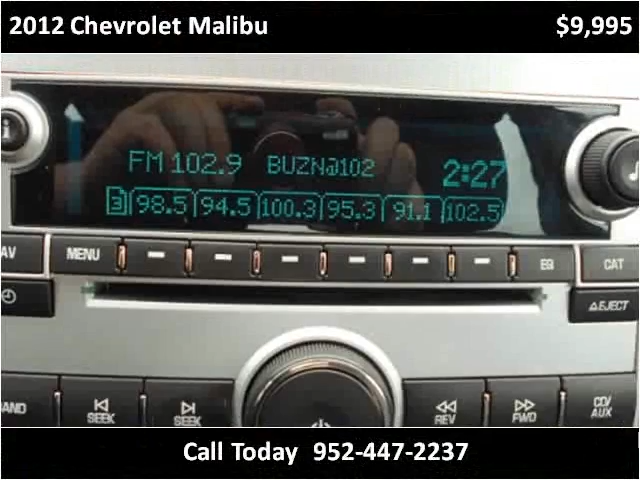 2012 Chevrolet Malibu $9,995
FM 102.9 BUZN@102 2:27
3 98.5 94.5 100.3 95.3 91.1 102.5
MENU EQ CAT
EJECT
SEEK SEEK REV FWD CD/
AUX
Call Today 952-447-2237